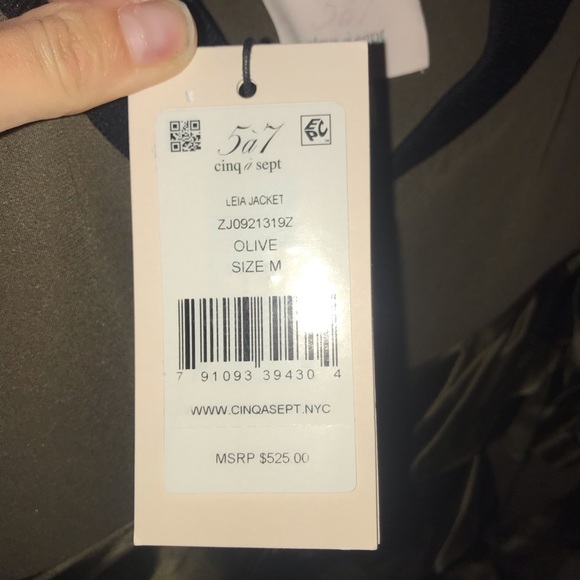 5à7
cinq à sept
LEIA JACKET
ZJ0921319Z
OLIVE
SIZE M
7 91093 39430 4
WWW.CINQASEPT.NYC
MSRP $525.00